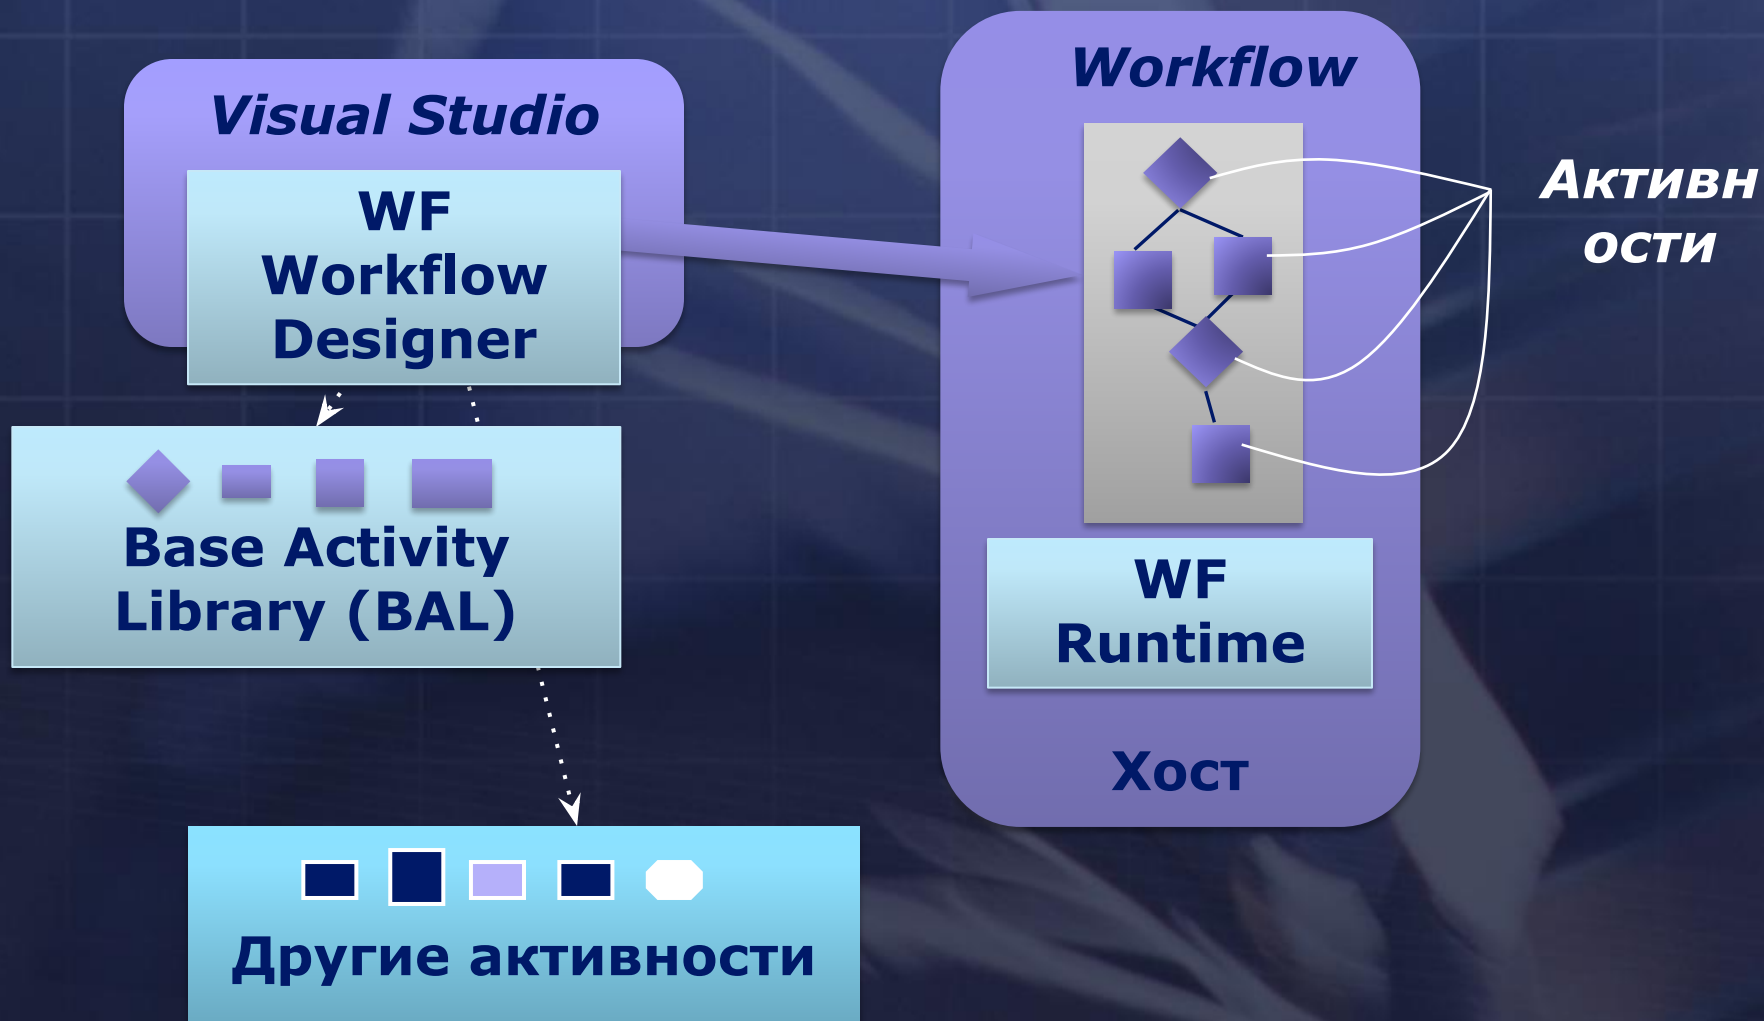 Visual Studio
WF
Workflow
Designer
Base Activity
Library (BAL)
Другие активности
Workflow
WF
Runtime
Хост
Активн
ости